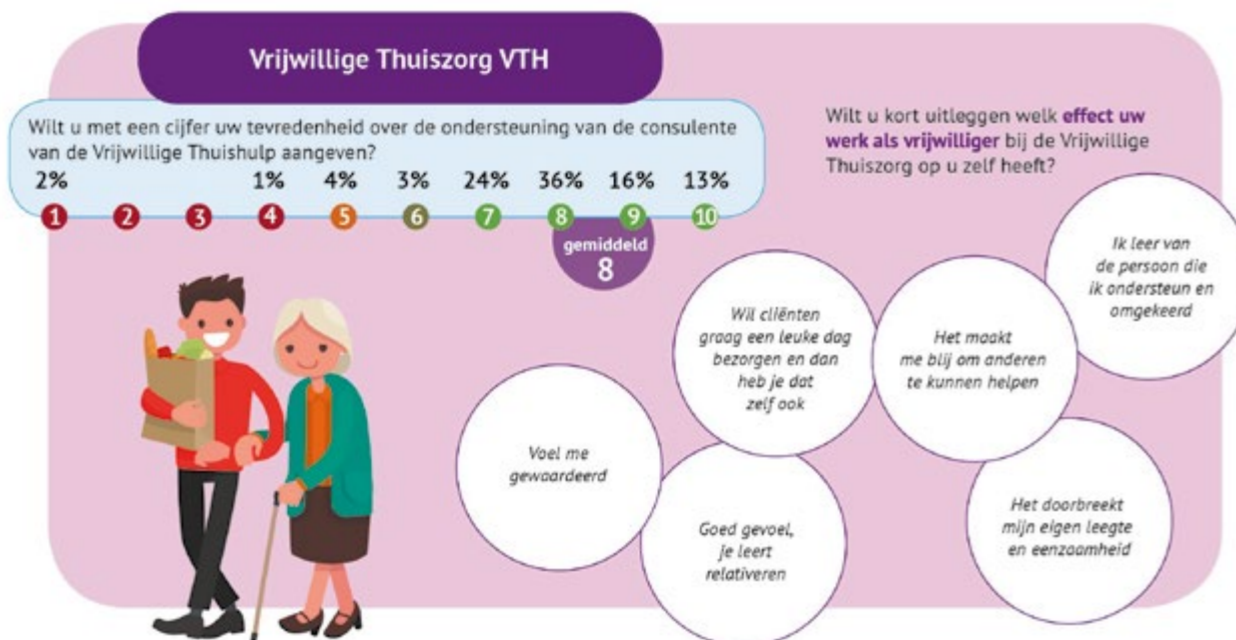 Vrijwillige Thuiszorg VTH
Wilt u met een cijfer uw tevredenheid over de ondersteuning van de consulente
van de Vrijwillige Thuishulp aangeven?
2% 1% 4% 3% 24% 36% 16% 13%
1 2 3 4 5 6 7 8 9 10
gemiddeld
8
Wilt u kort uitleggen welk effect uw
werk als vrijwilliger bij de Vrijwillige
Thuiszorg op u zelf heeft?
Ik leer van
de persoon die
ik ondersteun en
omgekeerd
Wil cliënten
graag een leuke dag
bezorgen en dan
heb je dat
zelf ook
Het maakt
me blij om anderen
te kunnen helpen
Voel me
gewaardeerd
Goed gevoel,
je leert
relativeren
Het doorbreekt
mijn eigen leegte
en eenzaamheid